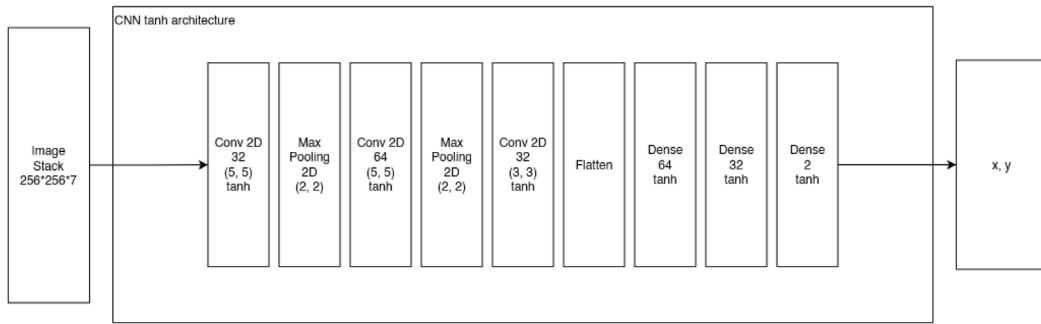 CNN tanh architecture
Image
Stack
256*256*7
Conv 2D
32
(5, 5)
tanh
Max
Pooling
2D
(2, 2)
Conv 2D
64
(5, 5)
tanh
Max
Pooling
2D
(2, 2)
Conv 2D
32
(3, 3)
tanh
Flatten
Dense
64
tanh
Dense
32
tanh
Dense
2
tanh
x, y